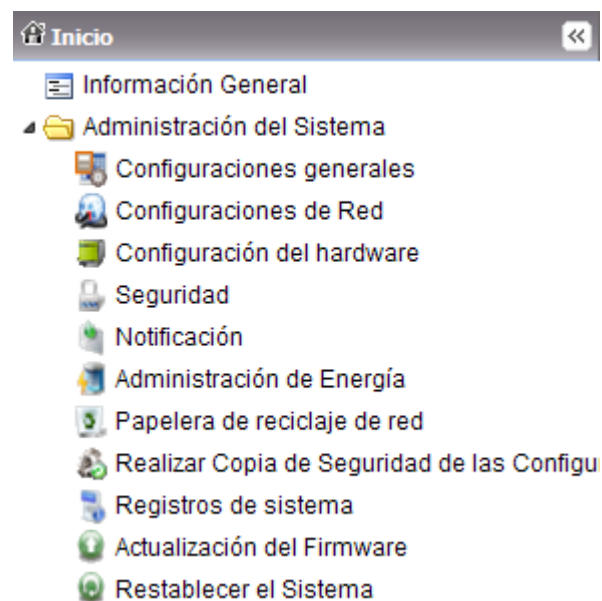 Inicio
Información General
Administración del Sistema
Configuraciones generales
Configuraciones de Red
Configuración del hardware
Seguridad
Notificación
Administración de Energía
Papelera de reciclaje de red
Realizar Copia de Seguridad de las Configu
Registros de sistema
Actualización del Firmware
Restablecer el Sistema